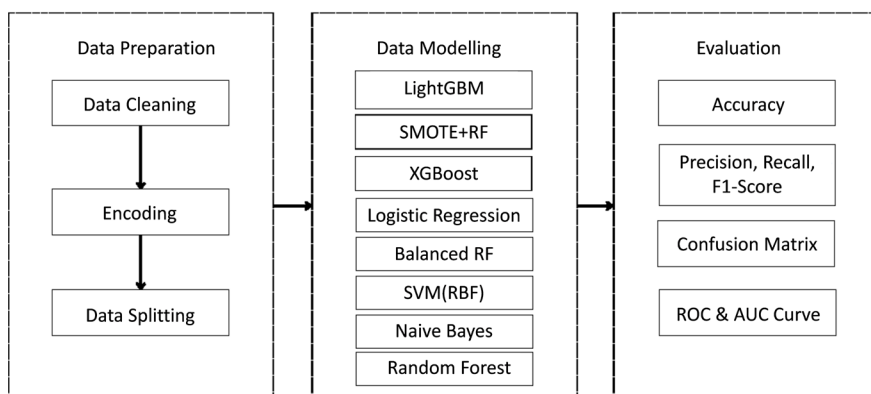 Data Preparation
Data Cleaning
Encoding
Data Splitting
Data Modelling
LightGBM
SMOTE+RF
XGBoost
Logistic Regression
Balanced RF
SVM(RBF)
Naive Bayes
Random Forest
Evaluation
Accuracy
Precision, Recall,
F1-Score
Confusion Matrix
ROC & AUC Curve